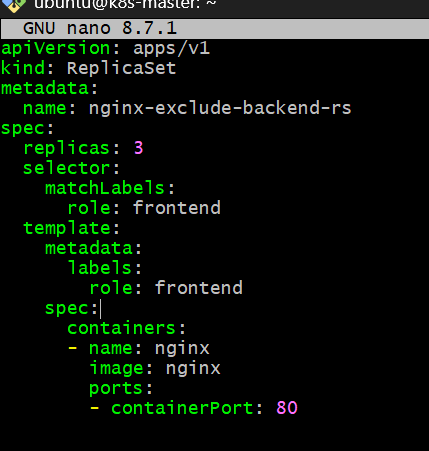 ubuntu@k8s-master: ~
GNU nano 8.7.1
apiVersion: apps/v1
kind: ReplicaSet
metadata:
  name: nginx-exclude-backend-rs
spec:
  replicas: 3
  selector:
    matchLabels:
      role: frontend
  template:
    metadata:
      labels:
        role: frontend
    spec:
      containers:
      - name: nginx
        image: nginx
        ports:
        - containerPort: 80